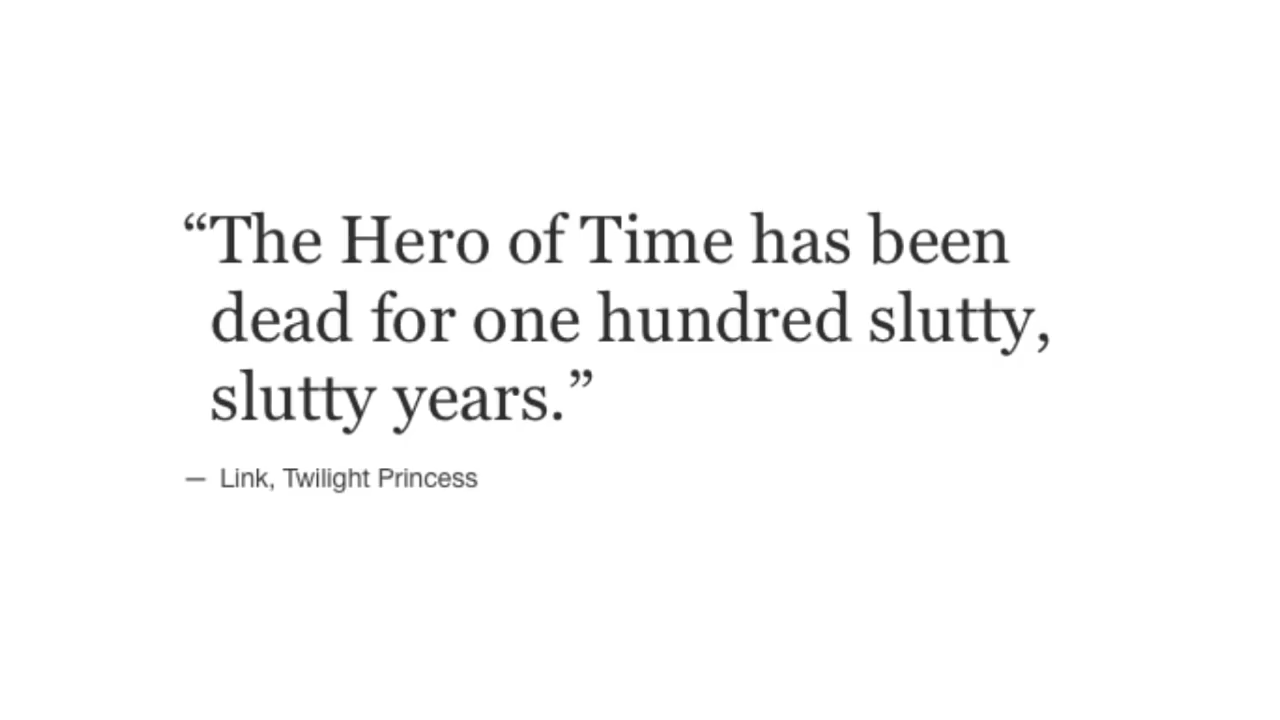 “The Hero of Time has been
dead for one hundred slutty,
slutty years.”
— Link, Twilight Princess